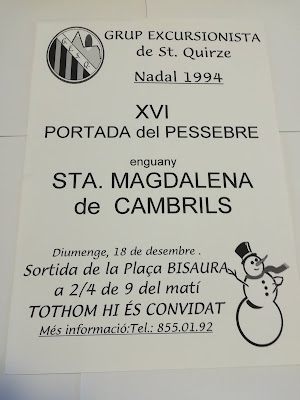 GRUP EXCURSIONISTA
de St. Quirze
Nadal 1994
XVI
PORTADA del PESSEBRE
enguany
STA. MAGDALENA
de CAMBRILS
Diumenge, 18 de desembre .
Sortida de la Plaça BISAURA
a 2/4 de 9 del matí
TOTHOM HI ÉS CONVIDAT
Més informació:Tel.: 855.01.92